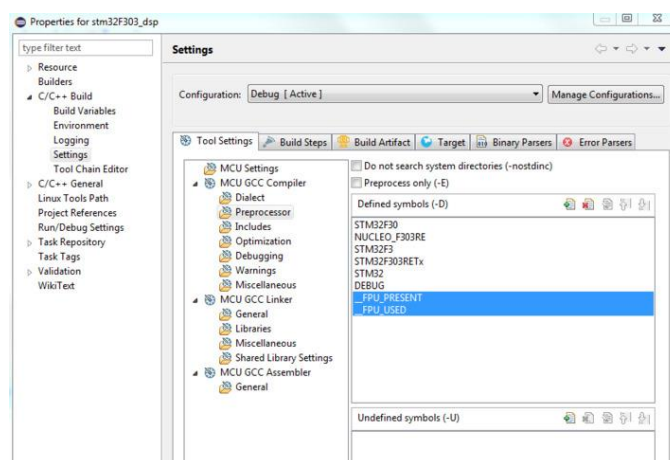 Properties for stm32F303_dsp
type filter text
Resource
Builders
C/C++ Build
Build Variables
Environment
Logging
Settings
Tool Chain Editor
C/C++ General
Linux Tools Path
Project References
Run/Debug Settings
Task Repository
Task Tags
Validation
WikiText
Settings
Configuration: Debug [ Active ] Manage Configurations...
Tool Settings Build Steps Build Artifact Target Binary Parsers Error Parsers
MCU Settings
MCU GCC Compiler
Dialect
Preprocessor
Includes
Optimization
Debugging
Warnings
Miscellaneous
MCU GCC Linker
General
Libraries
Miscellaneous
Shared Library Settings
MCU GCC Assembler
General
Do not search system directories (-nostdinc)
Preprocess only (-E)
Defined symbols (-D)
STM32F30
NUCLEO_F303RE
STM32F3
STM32F303RETx
STM32
DEBUG
__FPU_PRESENT
__FPU_USED
Undefined symbols (-U)